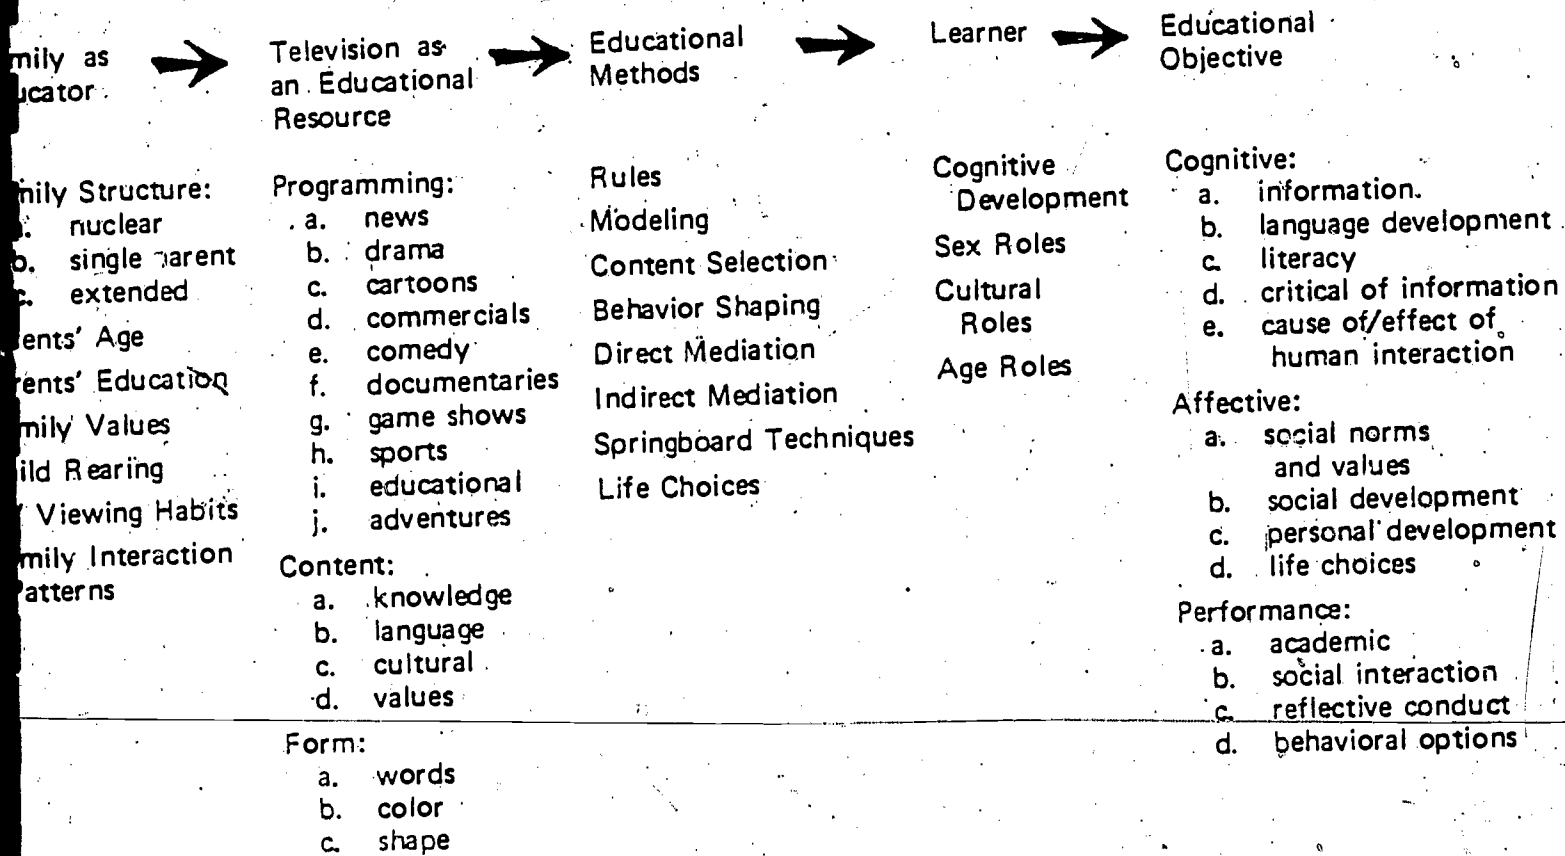 mily as
ucator
nily Structure:
nuclear
b. single parent
c. extended
ents' Age
rents' Education
mily Values
ild Rearing
Viewing Habits
mily Interaction
atterns
Television as
an Educational
Resource
Programming:
a. news
b. drama
c. cartoons
d. commercials
e. comedy
f. documentaries
g. game shows
h. sports
i. educational
j. adventures
Content:
a. knowledge
b. language
c. cultural
d. values
Form:
a. words
b. color
c. shape
Educational
Methods
Rules
Modeling
Content Selection
Behavior Shaping
Direct Mediation
Indirect Mediation
Springboard Techniques
Life Choices
Learner
Cognitive
Development
Sex Roles
Cultural
Roles
Age Roles
Educational
Objective
Cognitive:
a. information.
b. language development
c. literacy
d. critical of information
e. cause of/effect of
human interaction
Affective:
a. social norms
and values
b. social development
c. personal development
d. life choices
Performance:
a. academic
b. social interaction
c. reflective conduct
d. behavioral options